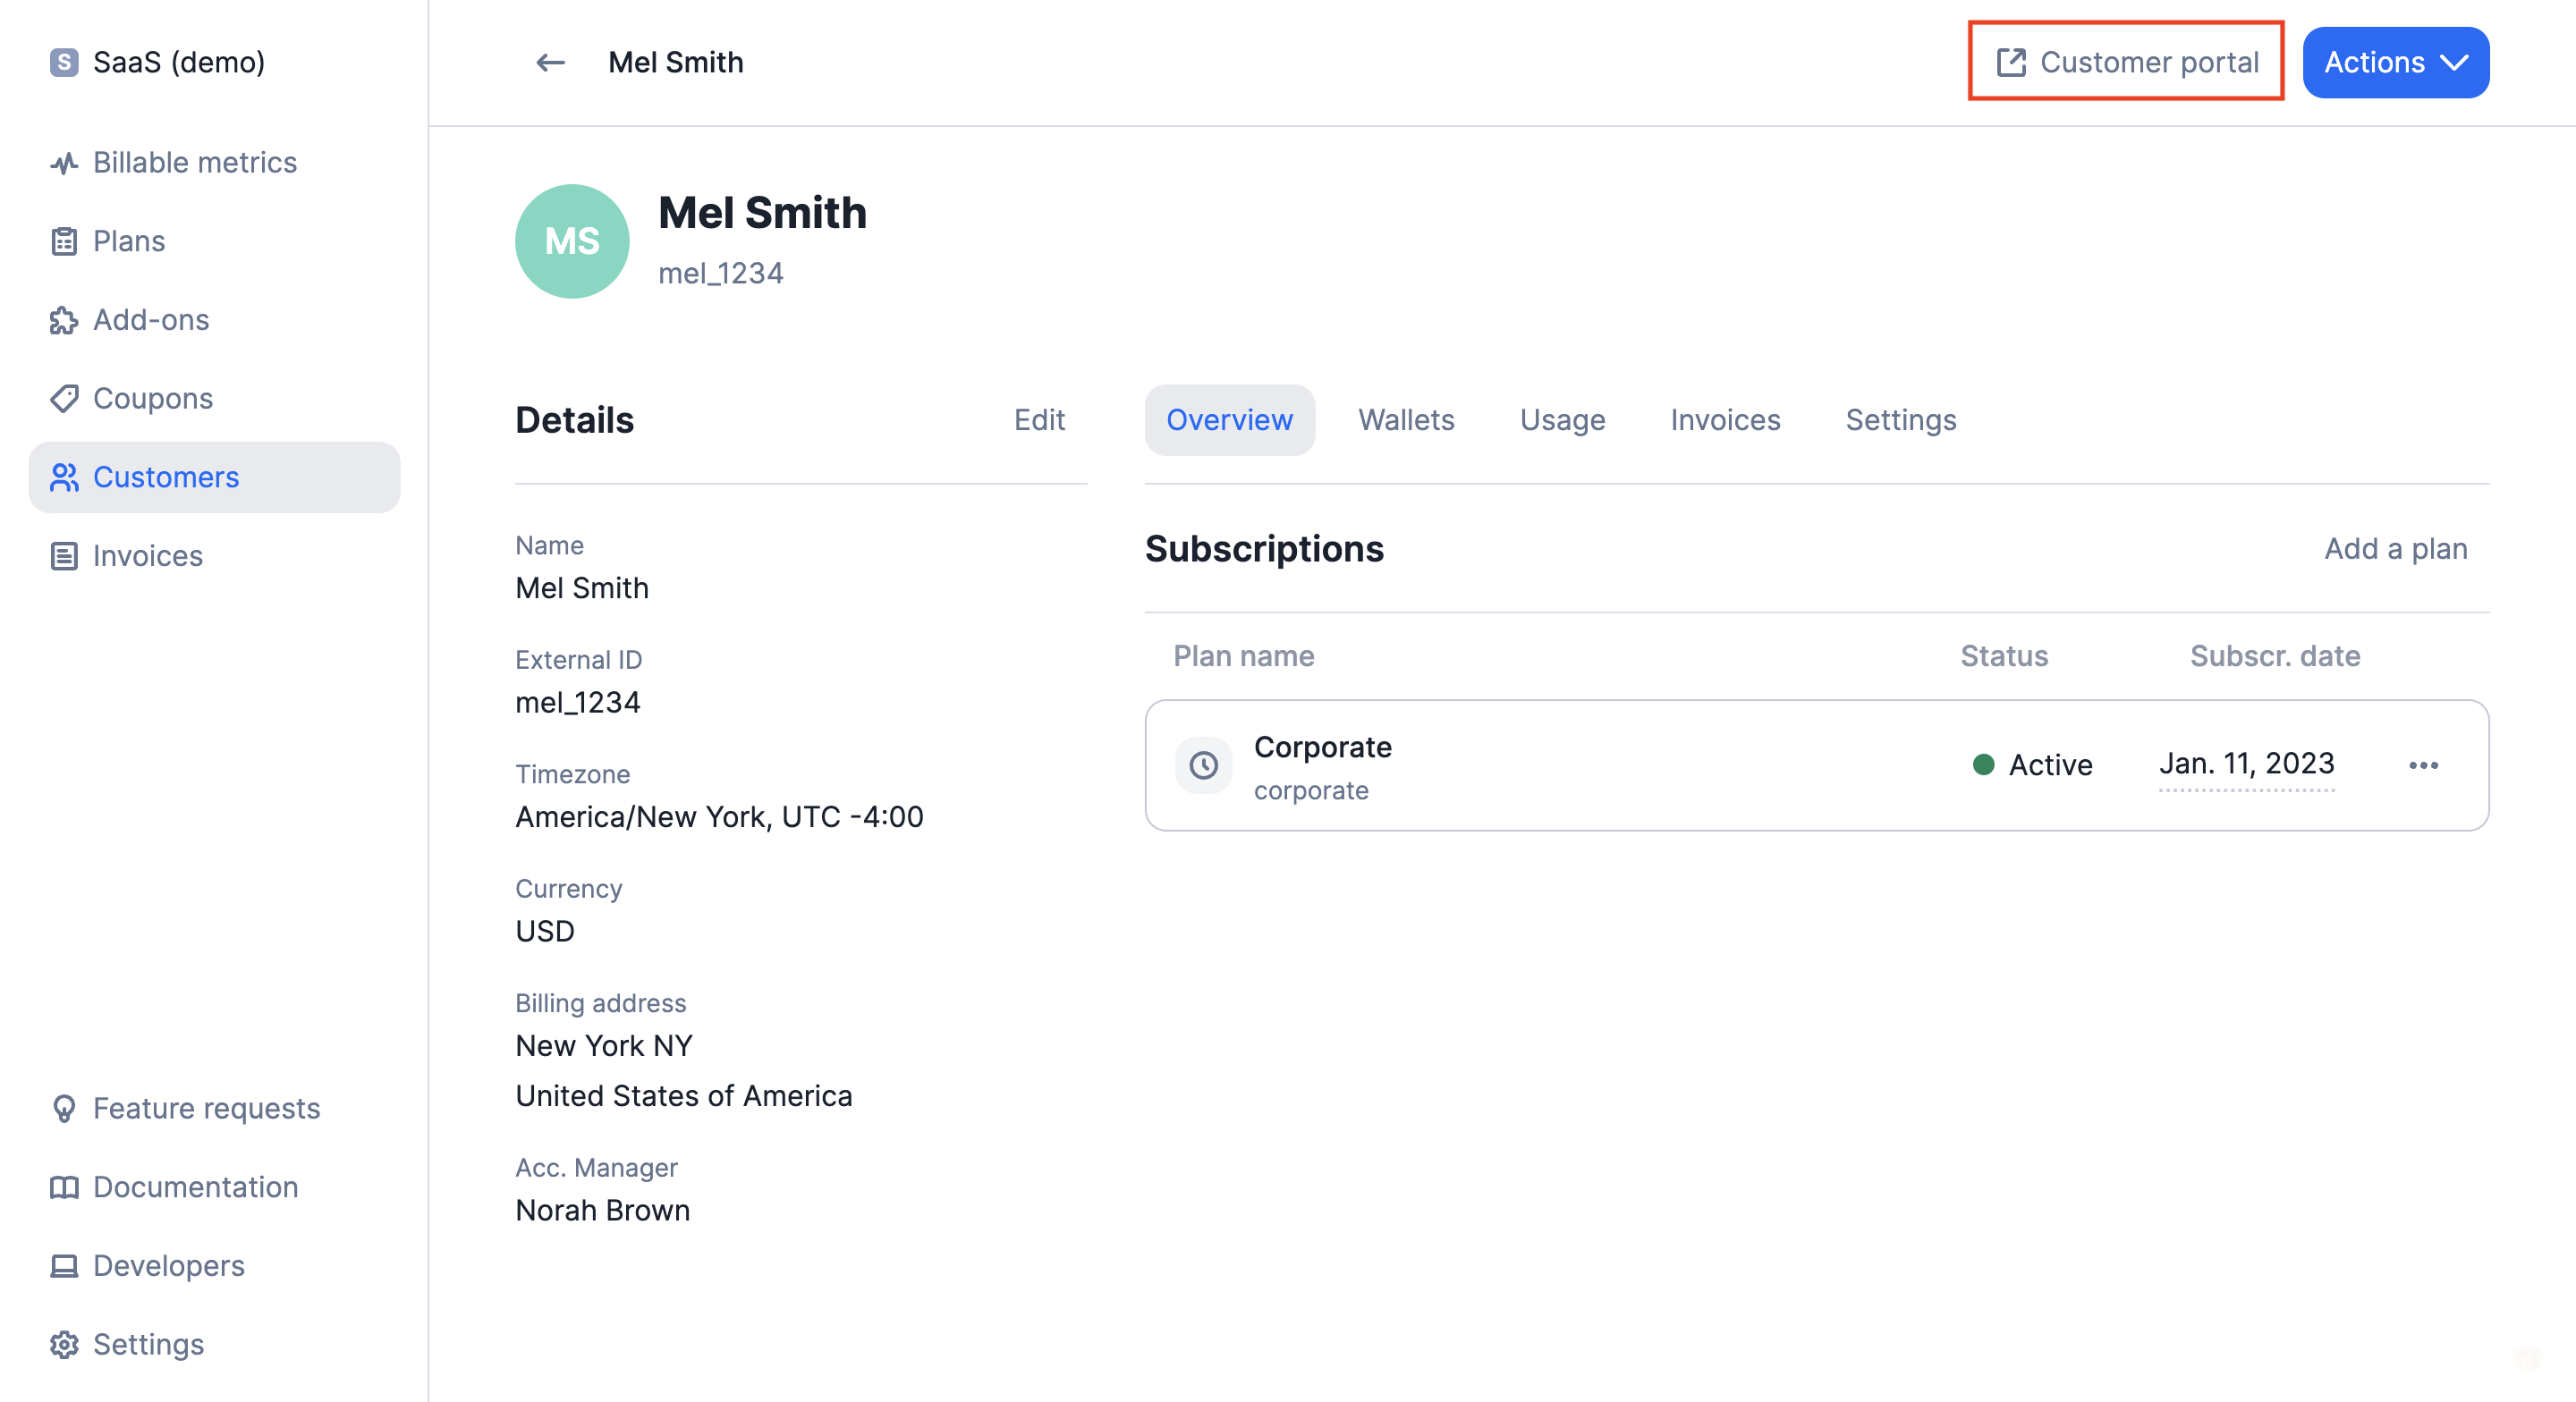 S SaaS (demo)
Billable metrics
Plans
Add-ons
Coupons
Customers
Invoices
Feature requests
Documentation
Developers
Settings
Mel Smith
Customer portal
Actions
MS
Mel Smith
mel_1234
Details
Edit
Name
Mel Smith
External ID
mel_1234
Timezone
America/New York, UTC -4:00
Currency
USD
Billing address
New York NY
United States of America
Acc. Manager
Norah Brown
Overview Wallets Usage Invoices Settings
Subscriptions
Add a plan
Plan name Status Subscr. date
Corporate
corporate
Active
Jan. 11, 2023